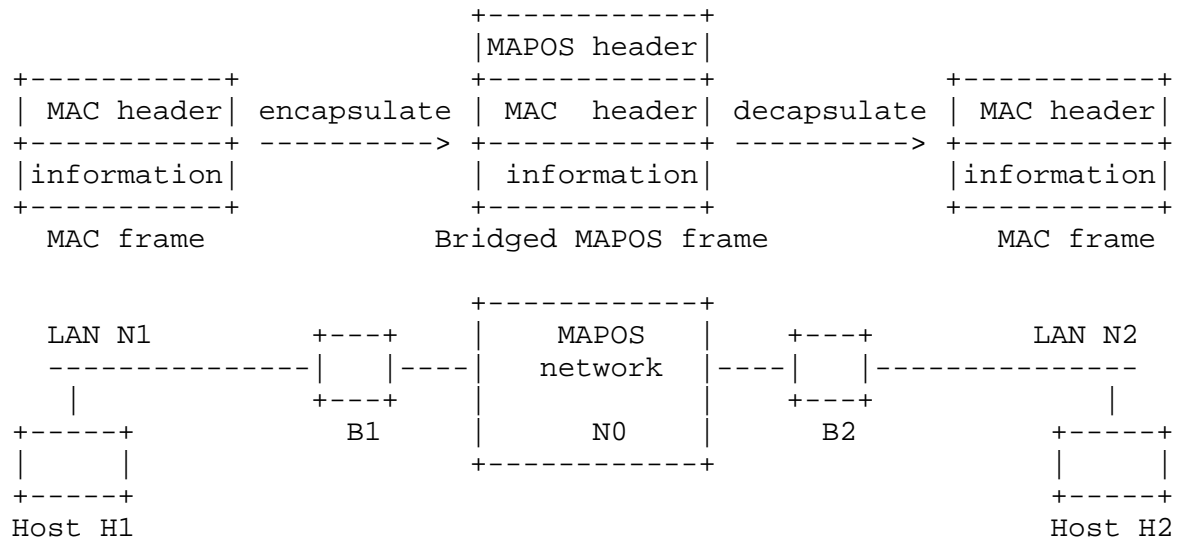 MAPOS header
MAC header encapsulate MAC header decapsulate MAC header
---------->  ---------->
information information information
MAC frame Bridged MAPOS frame MAC frame
LAN N1 MAPOS LAN N2
network
B1 N0 B2
Host H1 Host H2